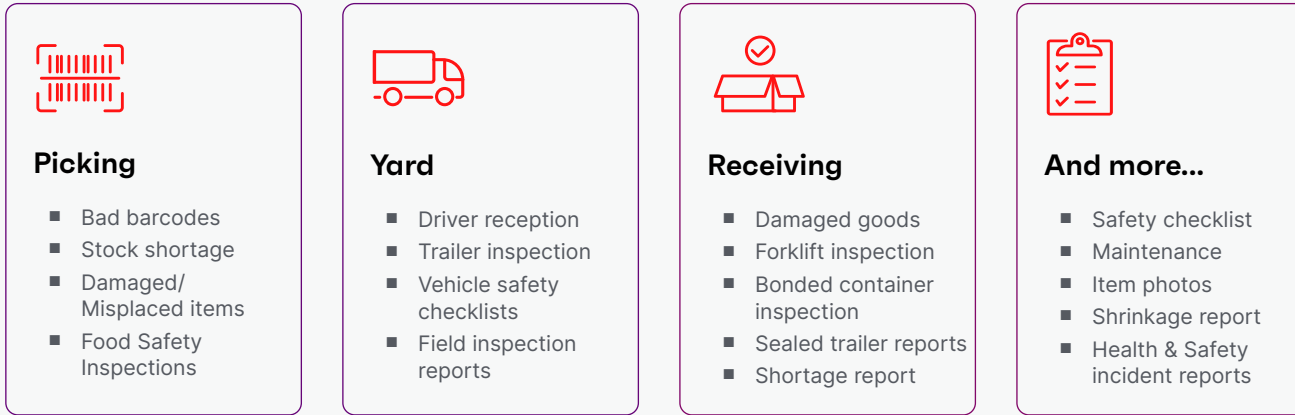 Picking
■ Bad barcodes
■ Stock shortage
■ Damaged/
Misplaced items
■ Food Safety
Inspections
Yard
■ Driver reception
■ Trailer inspection
■ Vehicle safety
checklists
■ Field inspection
reports
Receiving
■ Damaged goods
■ Forklift inspection
■ Bonded container
inspection
■ Sealed trailer reports
■ Shortage report
And more...
■ Safety checklist
■ Maintenance
■ Item photos
■ Shrinkage report
■ Health & Safety
incident reports